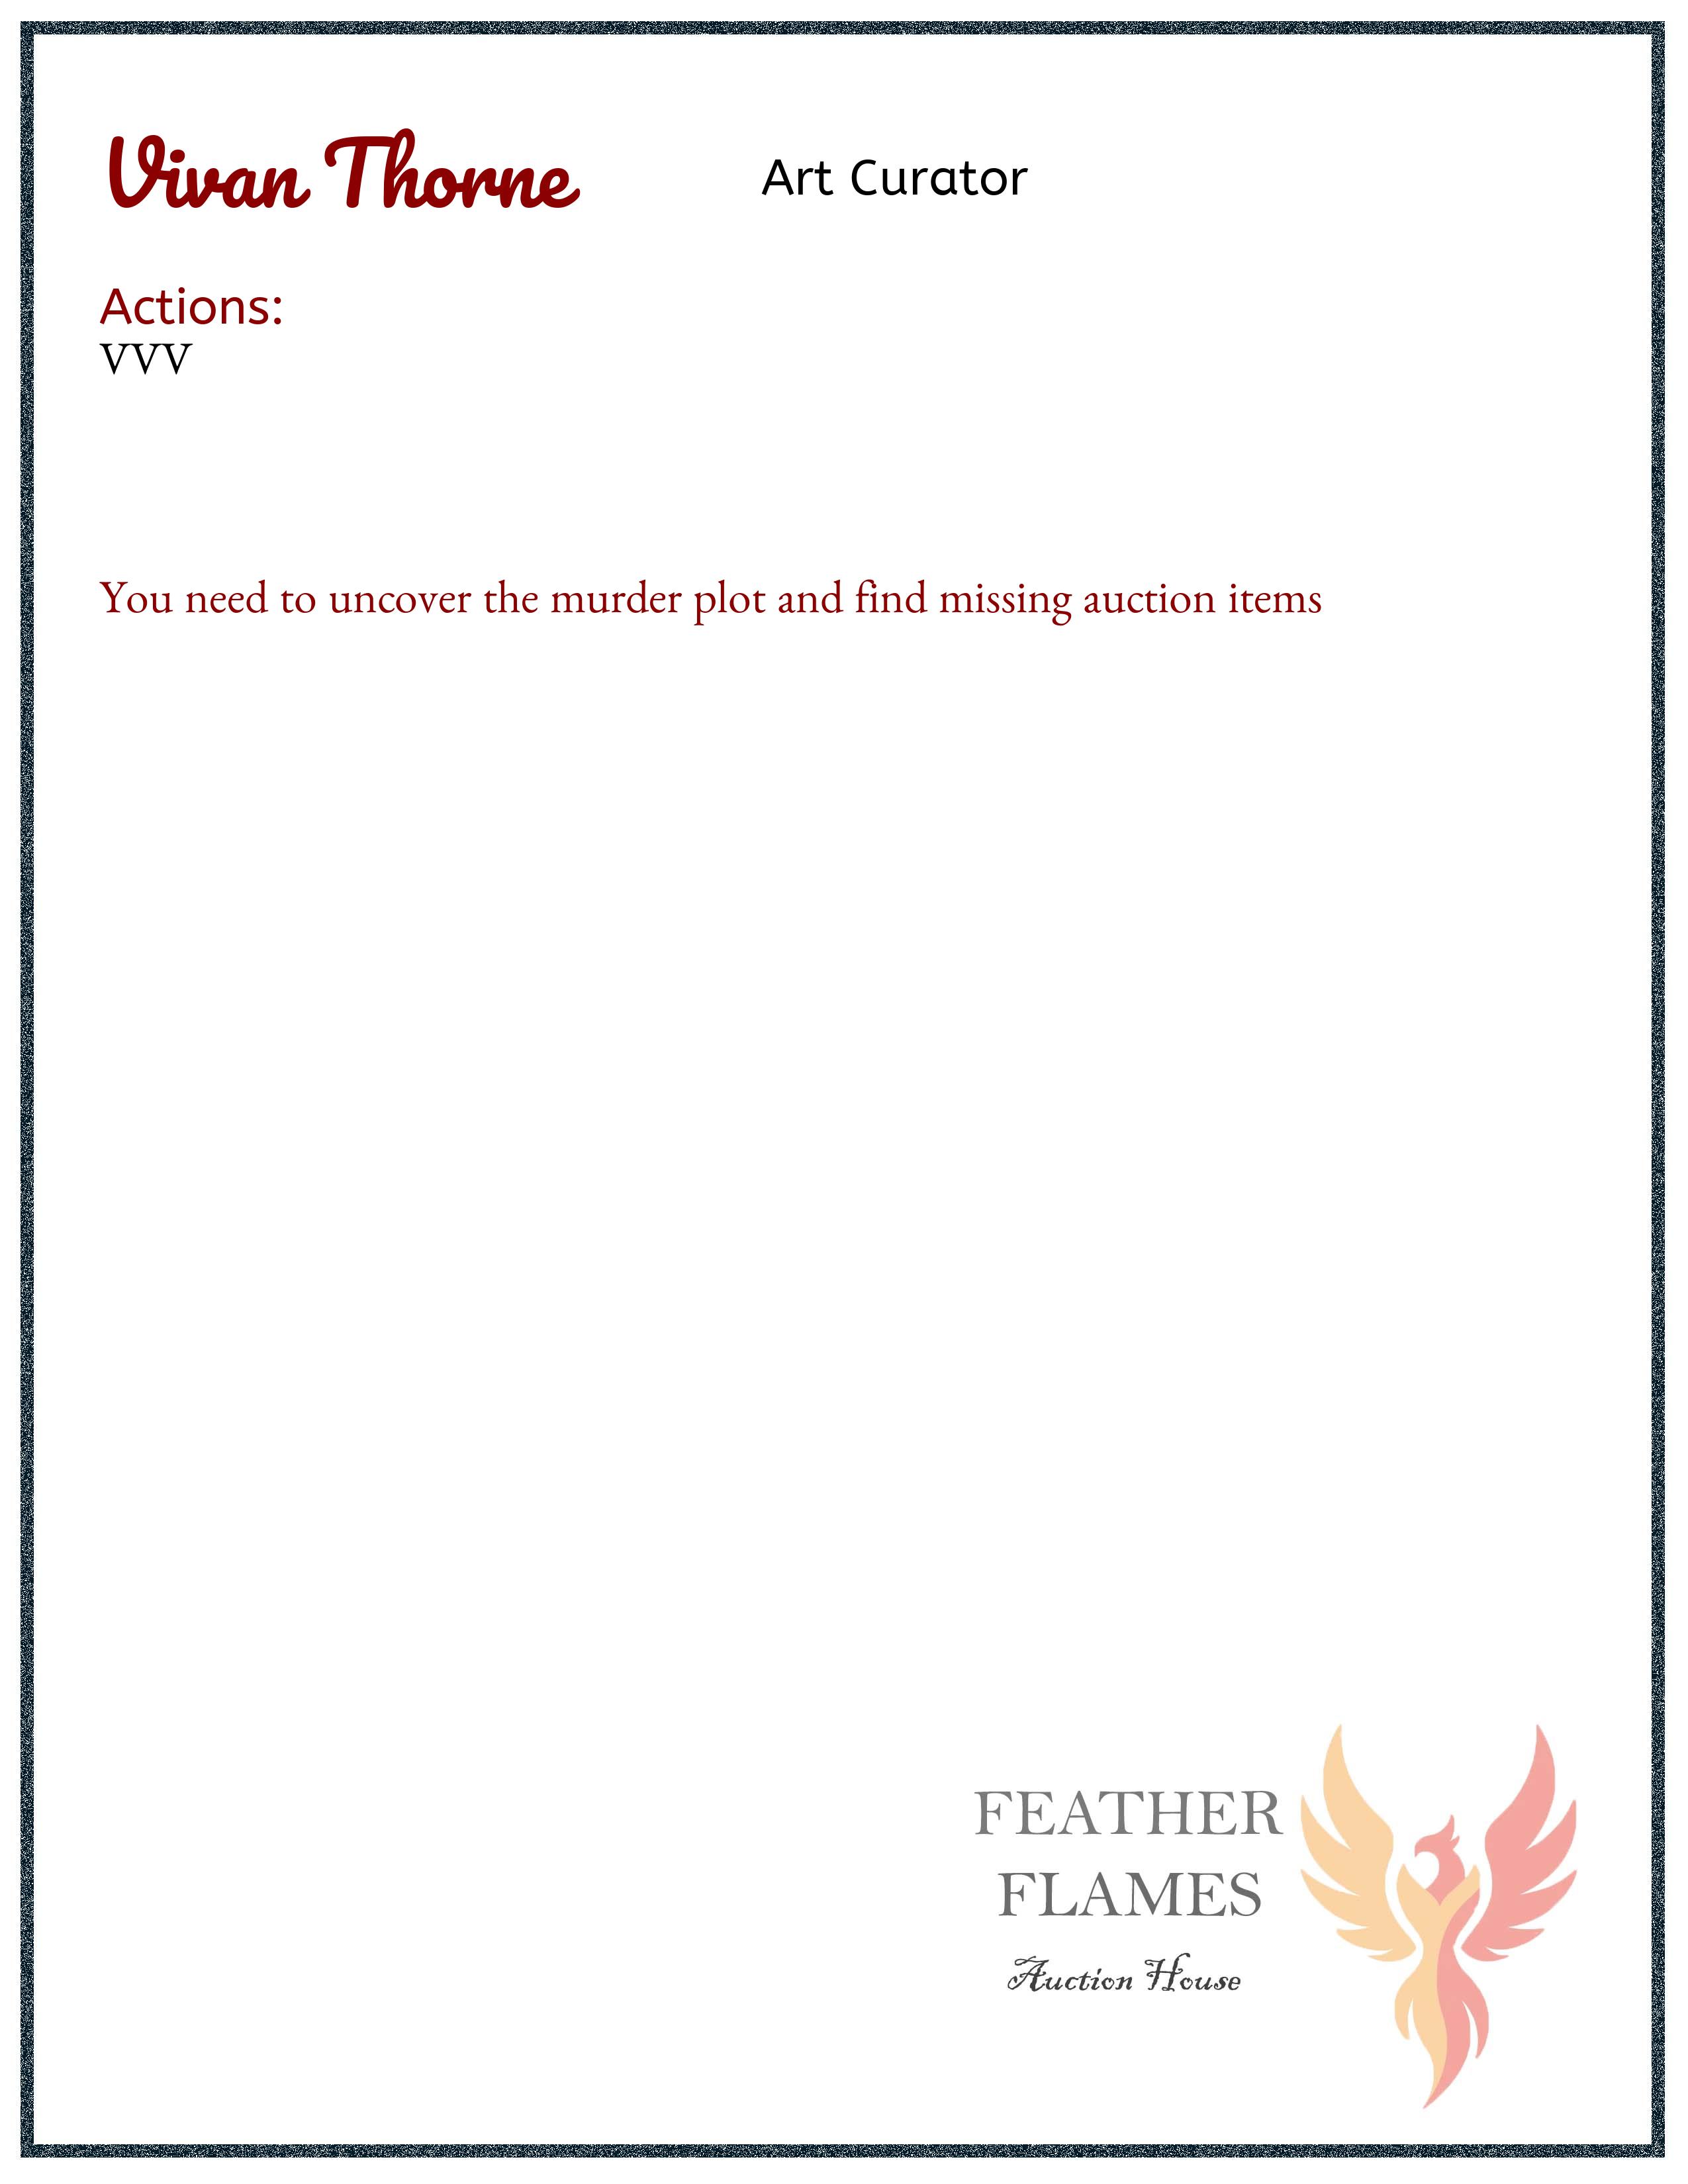 Vivan Thorne
Art Curator
Actions:
VVV
You need to uncover the murder plot and find missing auction items
FEATHER
FLAMES
Auction House